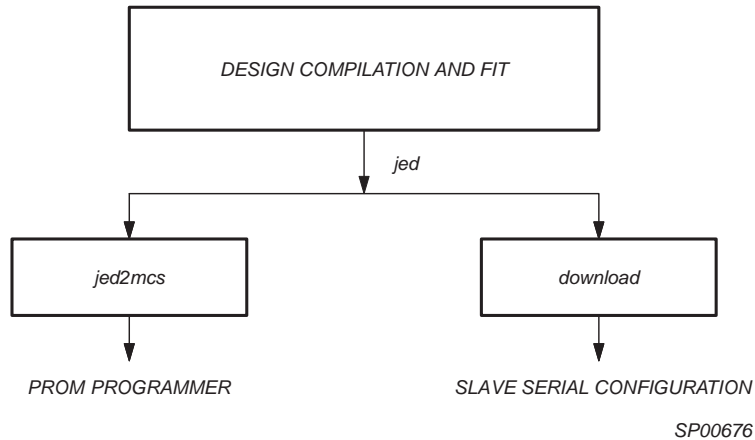 DESIGN COMPILATION AND FIT
jed
jed2mcs
download
PROM PROGRAMMER
SLAVE SERIAL CONFIGURATION
SP00676